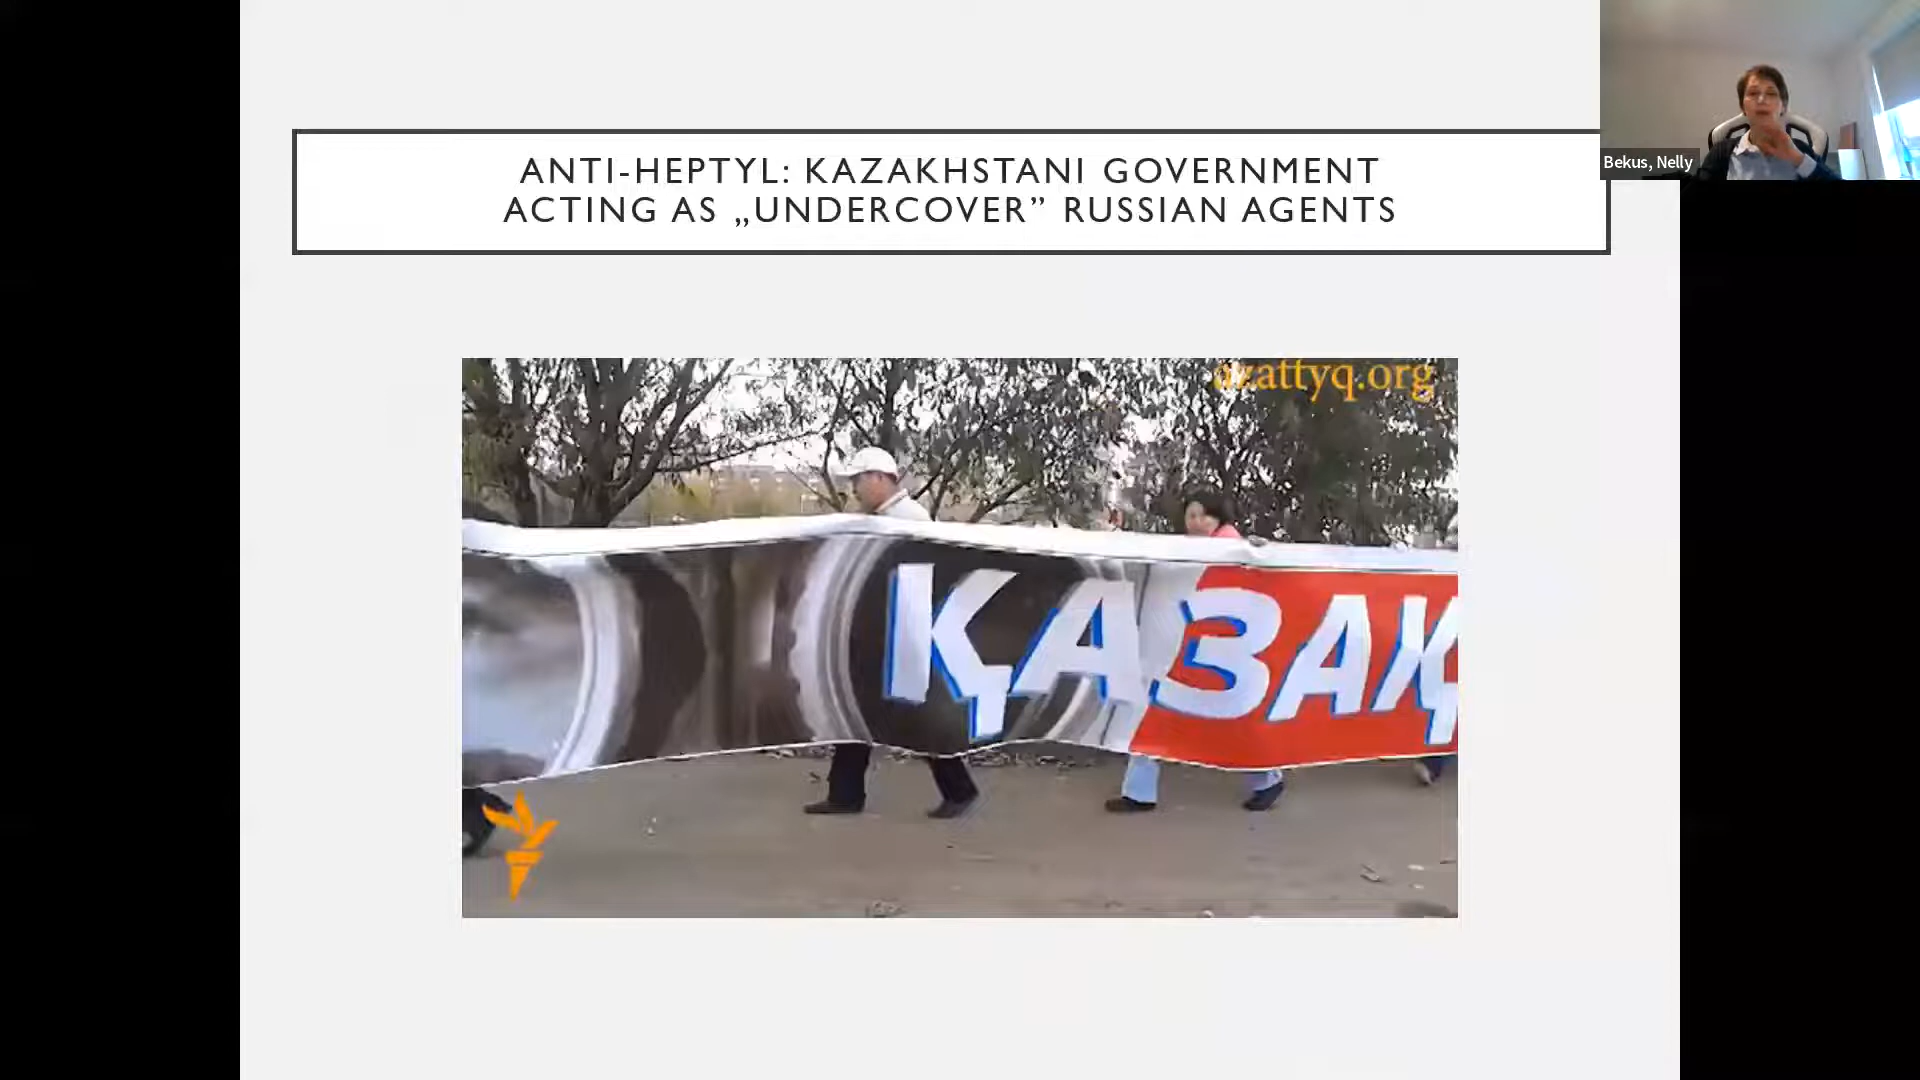 ANTI-HEPTYL: KAZAKHSTANI GOVERNMENT
ACTING AS „UNDERCOVER” RUSSIAN AGENTS
Bekus, Nelly
azattyq.org
ҚАЗАҚ